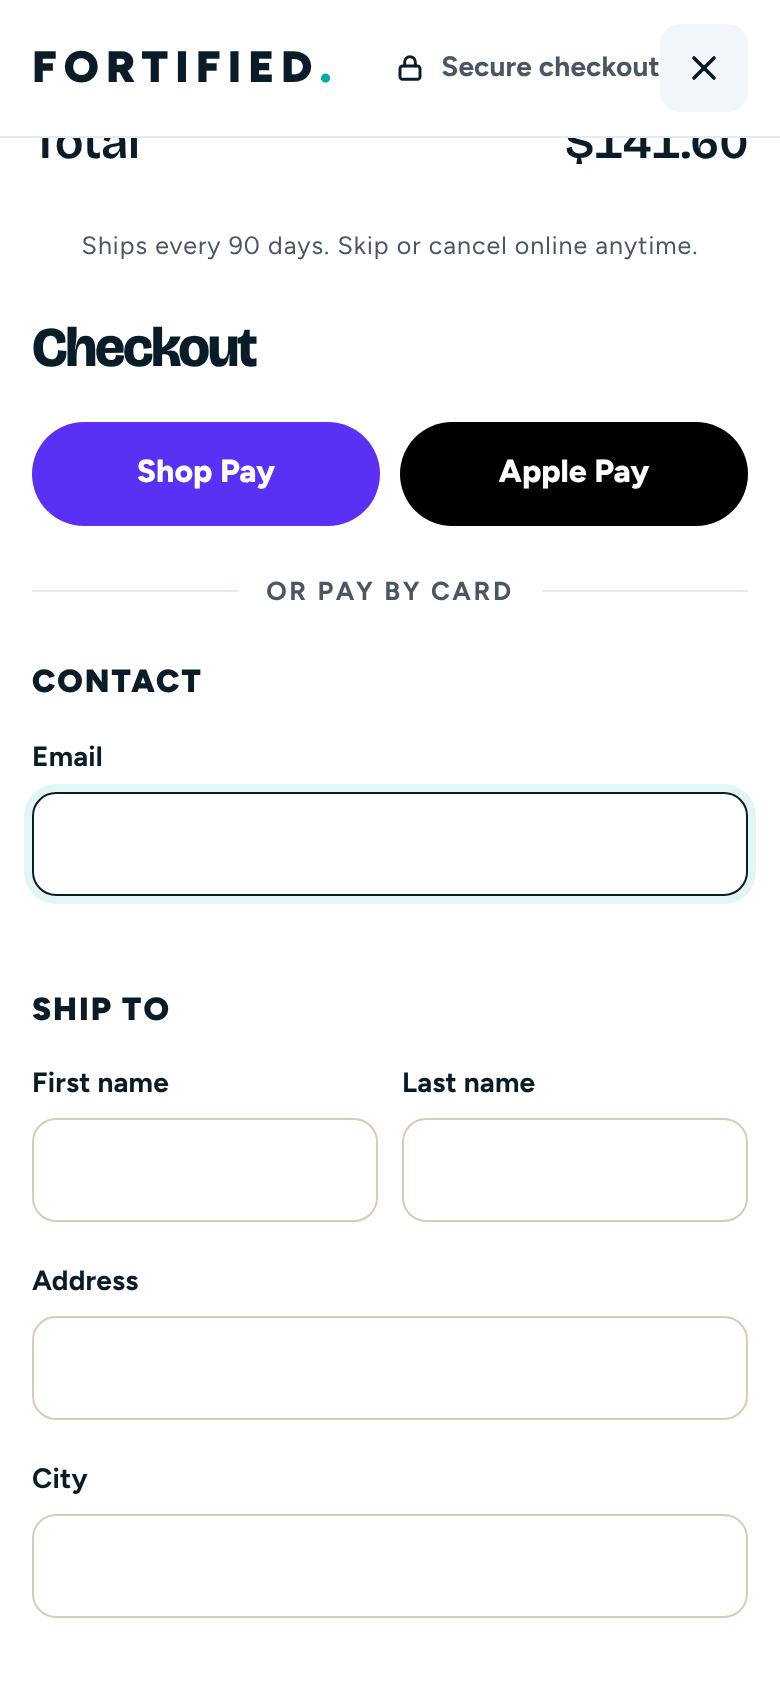 FORTIFIED.
Secure checkout
Total
$141.60
Ships every 90 days. Skip or cancel online anytime.
Checkout
Shop Pay
Apple Pay
OR PAY BY CARD
CONTACT
Email
SHIP TO
First name
Last name
Address
City